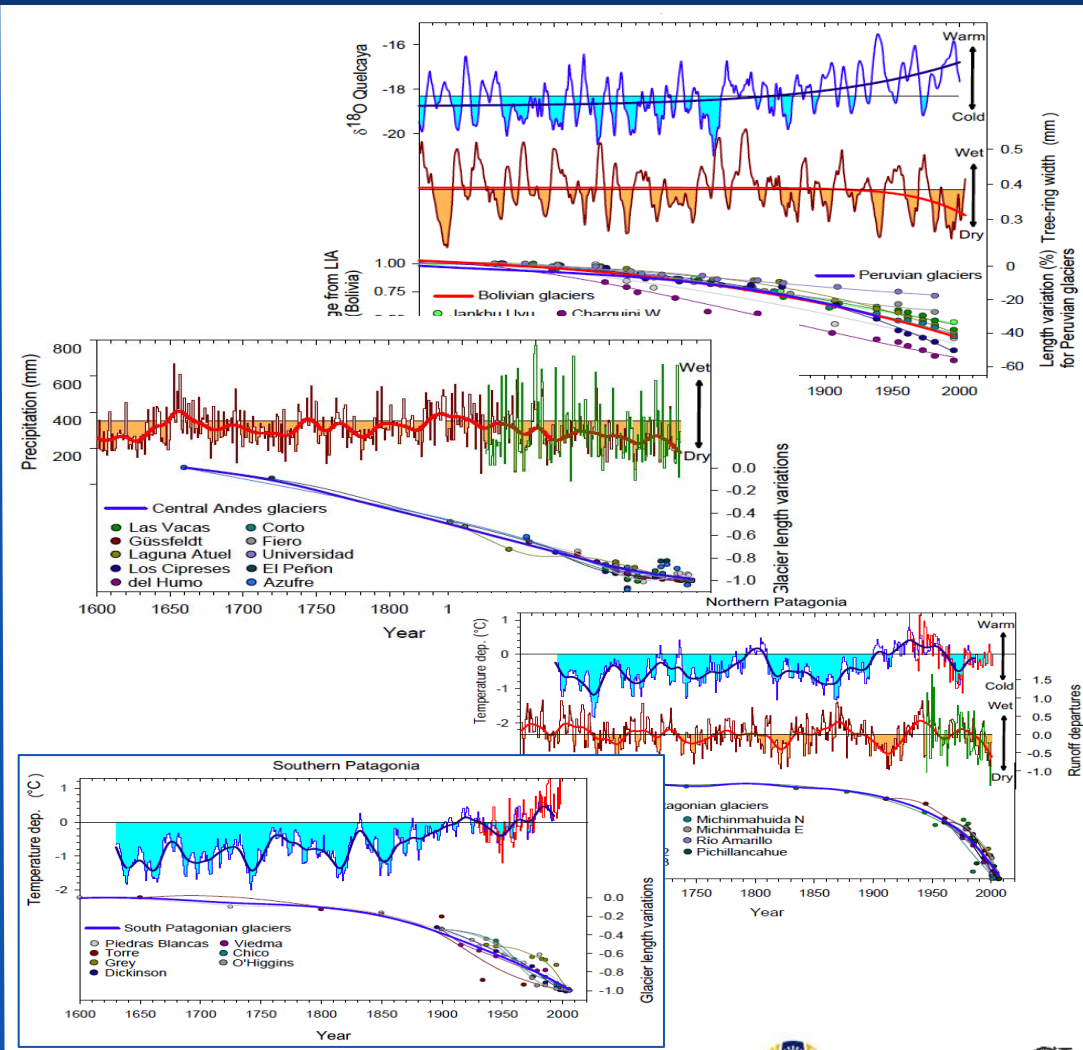 δ18O Quelcaya
-16
-18
-20
Warm
Cold
Wet
Dry
0.5
0.4
0.3
Tree-ring width (mm)
1.00
0.75
ge from LIA
(Bolivia)
Bolivian glaciers
Peruvian glaciers
Charquini W
0
-20
-40
-60
Length variation (%)
for Peruvian glaciers
1900
1950
2000
Precipitation (mm)
800
600
400
200
Wet
Dry
0.0
-0.2
-0.4
-0.6
-0.8
-1.0
Glacier length variations
Central Andes glaciers
Las Vacas
Corto
Güssfeldt
Fiero
Laguna Atuel
Universidad
Los Cipreses
El Peñon
del Humo
Azufre
1600
1650
1700
1750
1800
1
Year
Northern Patagonia
Temperature dep. (°C)
1
0
-1
-2
Warm
Cold
Wet
Dry
1.5
1.0
0.5
0.0
-0.5
-1.0
Runoff departures
tagonian glaciers
Michinmahuida N
Michinmahuida E
Río Amarillo
Pichillancahue
1750
1800
1850
1900
1950
2000
Year
Southern Patagonia
Temperature dep. (°C)
1
0
-1
-2
South Patagonian glaciers
Piedras Blancas
Viedma
Torre
Chico
Grey
O'Higgins
Dickinson
0.0
-0.2
-0.4
-0.6
-0.8
-1.0
Glacier length variations
1600
1650
1700
1750
1800
1850
1900
1950
2000
Year